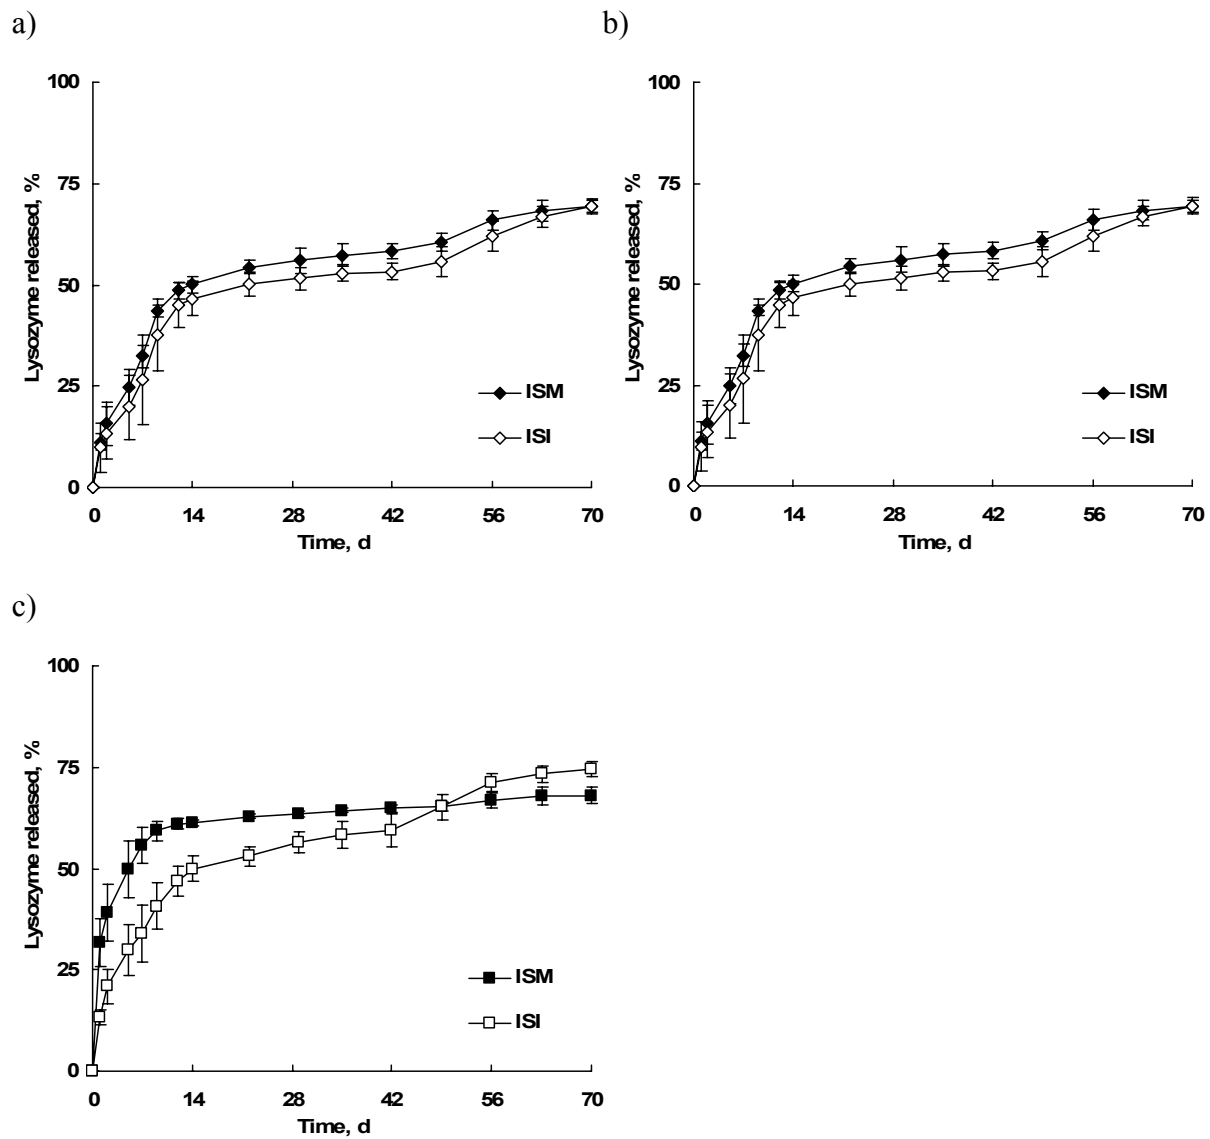 a)
100
75
50
25
0
Lysozyme released, %
ISM
ISI
0 14 28 42 56 70
Time, d
b)
100
75
50
25
0
Lysozyme released, %
ISM
ISI
0 14 28 42 56 70
Time, d
c)
100
75
50
25
0
Lysozyme released, %
ISM
ISI
0 14 28 42 56 70
Time, d